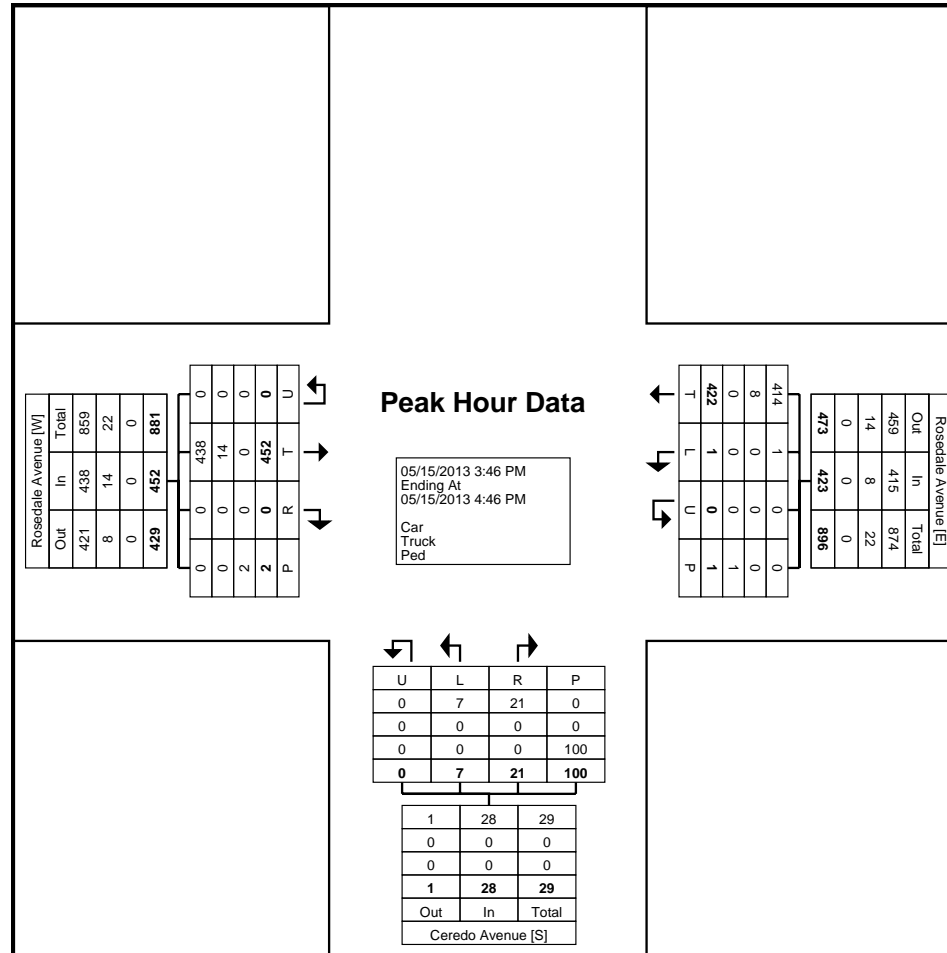 Peak Hour Data
05/15/2013 3:46 PM
Ending At
05/15/2013 4:46 PM
Car
Truck
Ped
Rosedale Avenue [W]
Out In Total
421 438 859
8 14 22
0 0 0
429 452 881
U T R P
0 452 0 2
0 0 0 2
0 14 0 0
0 438 0 0
Rosedale Avenue [E]
Out In Total
459 415 874
14 8 22
0 0 0
473 423 896
414 1 0 0
8 0 0 0
0 0 0 1
422 1 0 1
T L U P
U L R P
0 7 21 0
0 0 0 0
0 0 0 100
0 7 21 100
1 28 29
0 0 0
0 0 0
1 28 29
Out In Total
Ceredo Avenue [S]